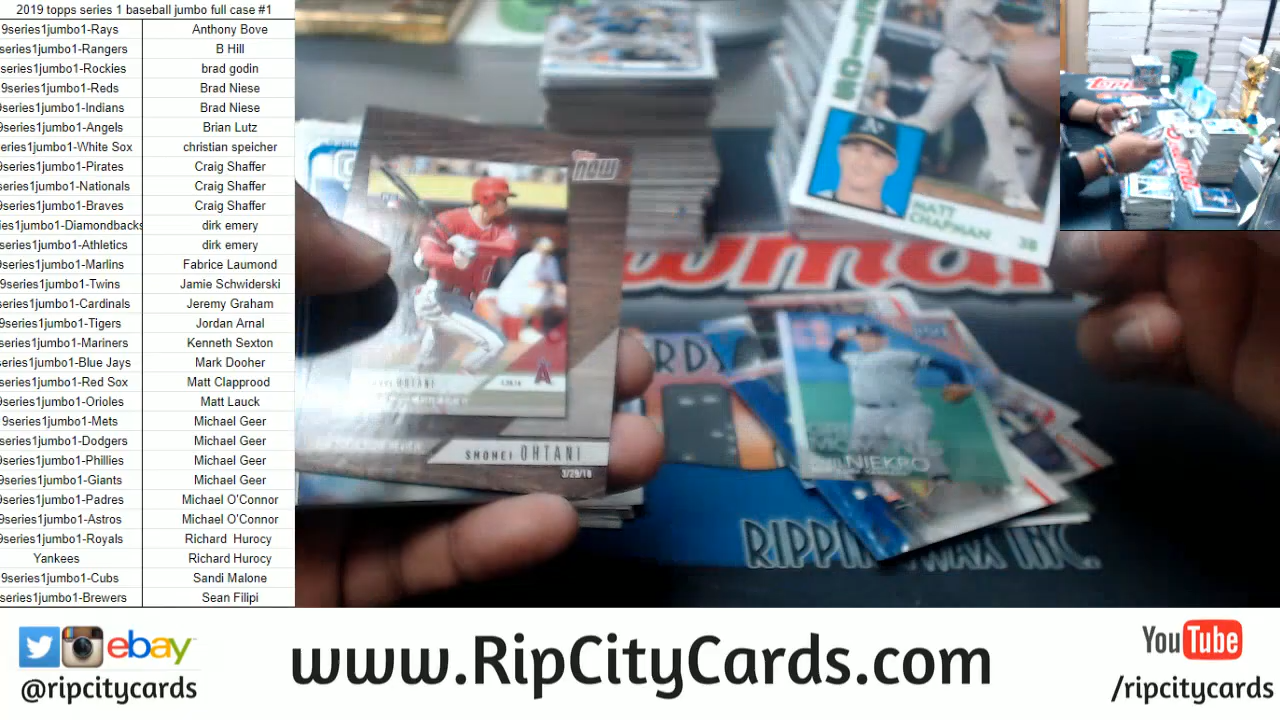 2019 topps series 1 baseball jumbo full case #1
9series1jumbo1-Rays Anthony Bove
series1jumbo1-Rangers B Hill
series1jumbo1-Rockies brad godin
9series1jumbo1-Reds Brad Niese
9series1jumbo1-Indians Brad Niese
9series1jumbo1-Angels Brian Lutz
eries1jumbo1-White Sox christian speicher
9series1jumbo1-Pirates Craig Shaffer
series1jumbo1-Nationals Craig Shaffer
9series1jumbo1-Braves Craig Shaffer
ies1jumbo1-Diamondbacks dirk emery
series1jumbo1-Athletics dirk emery
9series1jumbo1-Marlins Fabrice Laumond
9series1jumbo1-Twins Jamie Schwiderski
series1jumbo1-Cardinals Jeremy Graham
9series1jumbo1-Tigers Jordan Arnal
series1jumbo1-Mariners Kenneth Sexton
series1jumbo1-Blue Jays Mark Dooher
series1jumbo1-Red Sox Matt Clapprood
9series1jumbo1-Orioles Matt Lauck
9series1jumbo1-Mets Michael Geer
9series1jumbo1-Dodgers Michael Geer
9series1jumbo1-Phillies Michael Geer
9series1jumbo1-Giants Michael Geer
9series1jumbo1-Padres Michael O'Connor
9series1jumbo1-Astros Michael O'Connor
9series1jumbo1-Royals Richard Hurocy
Yankees Richard Hurocy
9series1jumbo1-Cubs Sandi Malone
series1jumbo1-Brewers Sean Filipi
NOW
SHOHEI OHTANI
3/29/18
MATT
CHAPMAN
3B
NIEKRO
RIPPIN WAX INC.
ebay
@ripcitycards
www.RipCityCards.com
YouTube
/ripcitycards